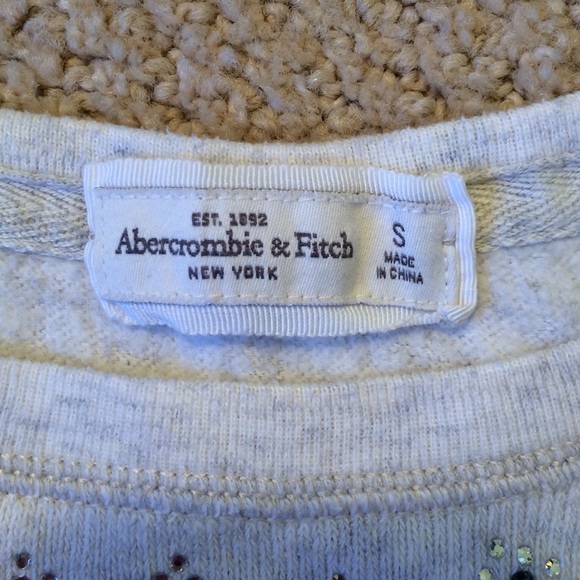 EST. 1892
Abercrombie & Fitch
NEW YORK
S
MADE
IN CHINA